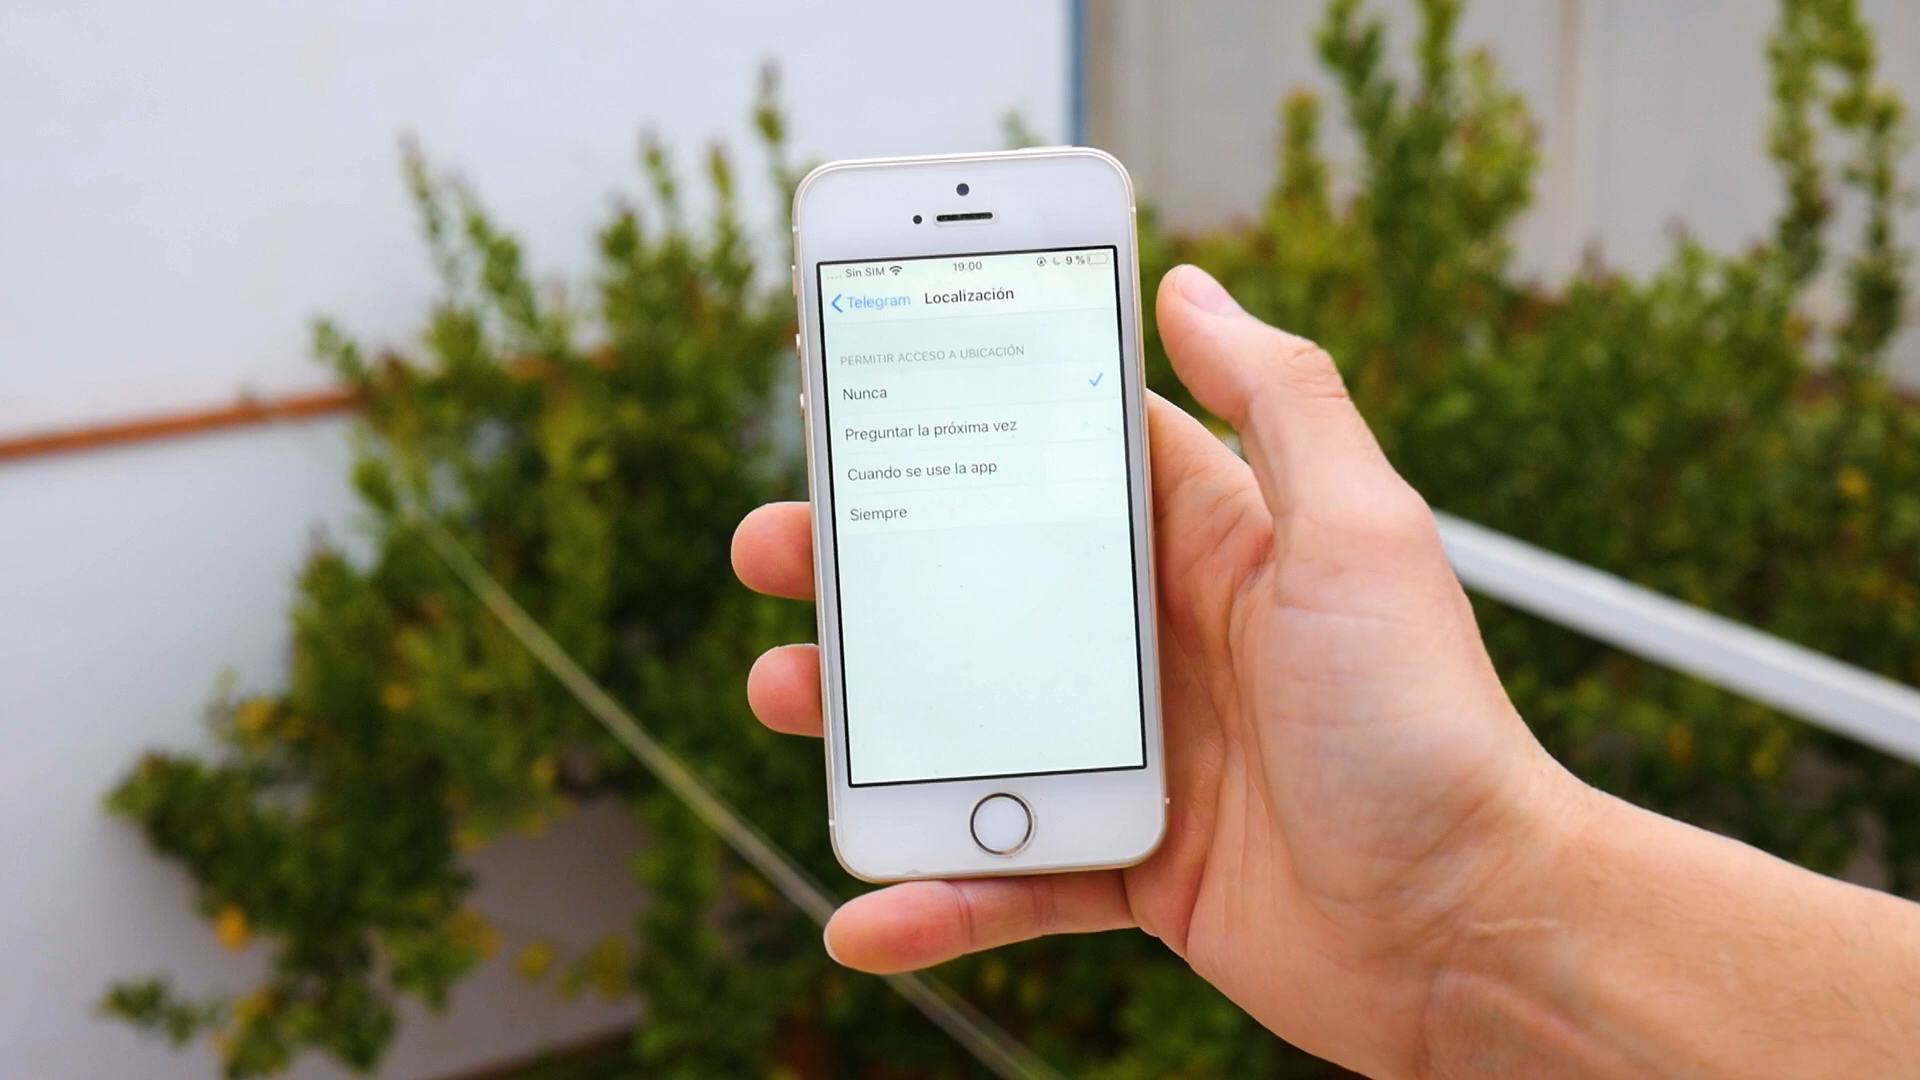 Sin SIM 19:00 9 %
Telegram Localización
PERMITIR ACCESO A UBICACIÓN
Nunca
Preguntar la próxima vez
Cuando se use la app
Siempre